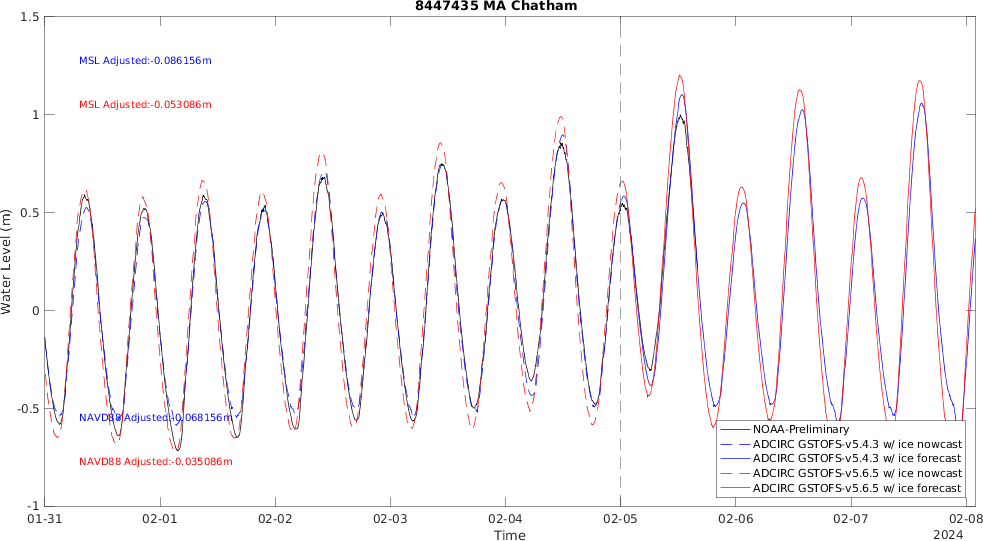 8447435 MA Chatham
1.5
MSL Adjusted:-0.086156m
MSL Adjusted:-0.053086m
1
0.5
Water Level (m)
0
-0.5
NAVD88 Adjusted:-0.068156m
NAVD88 Adjusted:-0.035086m
NOAA-Preliminary
ADCIRC GSTOFS-v5.4.3 w/ ice nowcast
ADCIRC GSTOFS-v5.4.3 w/ ice forecast
ADCIRC GSTOFS-v5.6.5 w/ ice nowcast
ADCIRC GSTOFS-v5.6.5 w/ ice forecast
-1
01-31 02-01 02-02 02-03 02-04 02-05 02-06 02-07 02-08
Time
2024